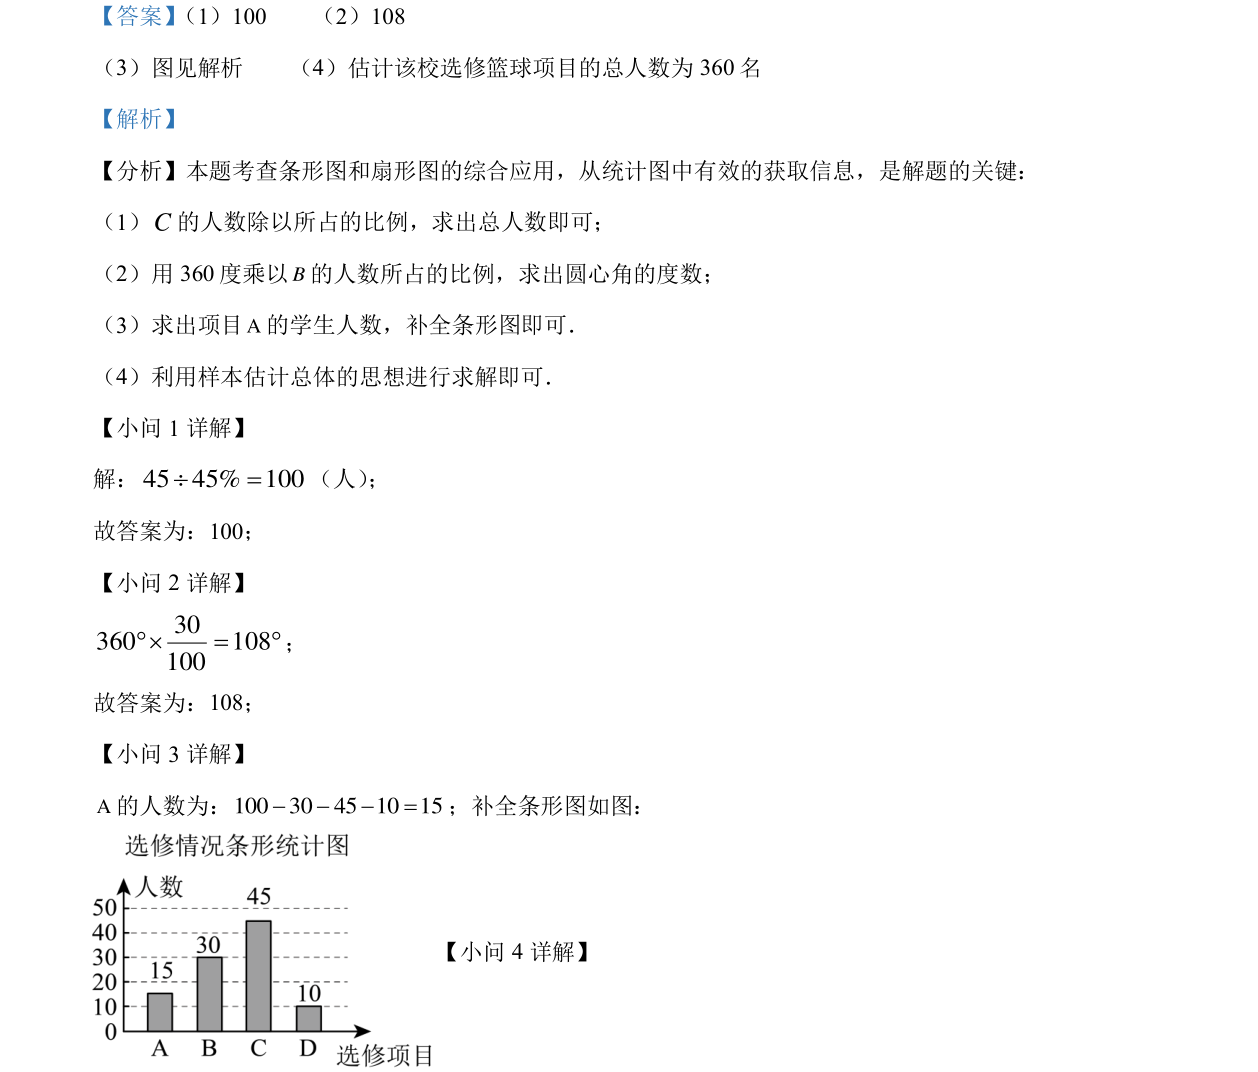 【答案】（1）100 （2）108
（3）图见解析 （4）估计该校选修篮球项目的总人数为 360 名
【解析】
【分析】本题考查条形图和扇形图的综合应用，从统计图中有效的获取信息，是解题的关键：
（1）C 的人数除以所占的比例，求出总人数即可；
（2）用 360 度乘以 B 的人数所占的比例，求出圆心角的度数；
（3）求出项目 A 的学生人数，补全条形图即可．
（4）利用样本估计总体的思想进行求解即可．
【小问 1 详解】
解：45÷45% =100（人）；
故答案为：100；
【小问 2 详解】
360°×30/100=108°；
故答案为：108；
【小问 3 详解】
A 的人数为：100－30－45－10=15；补全条形图如图：
选修情况条形统计图
人数
50
40
30
20
10
0
15
30
45
10
A B C D
选修项目
【小问 4 详解】